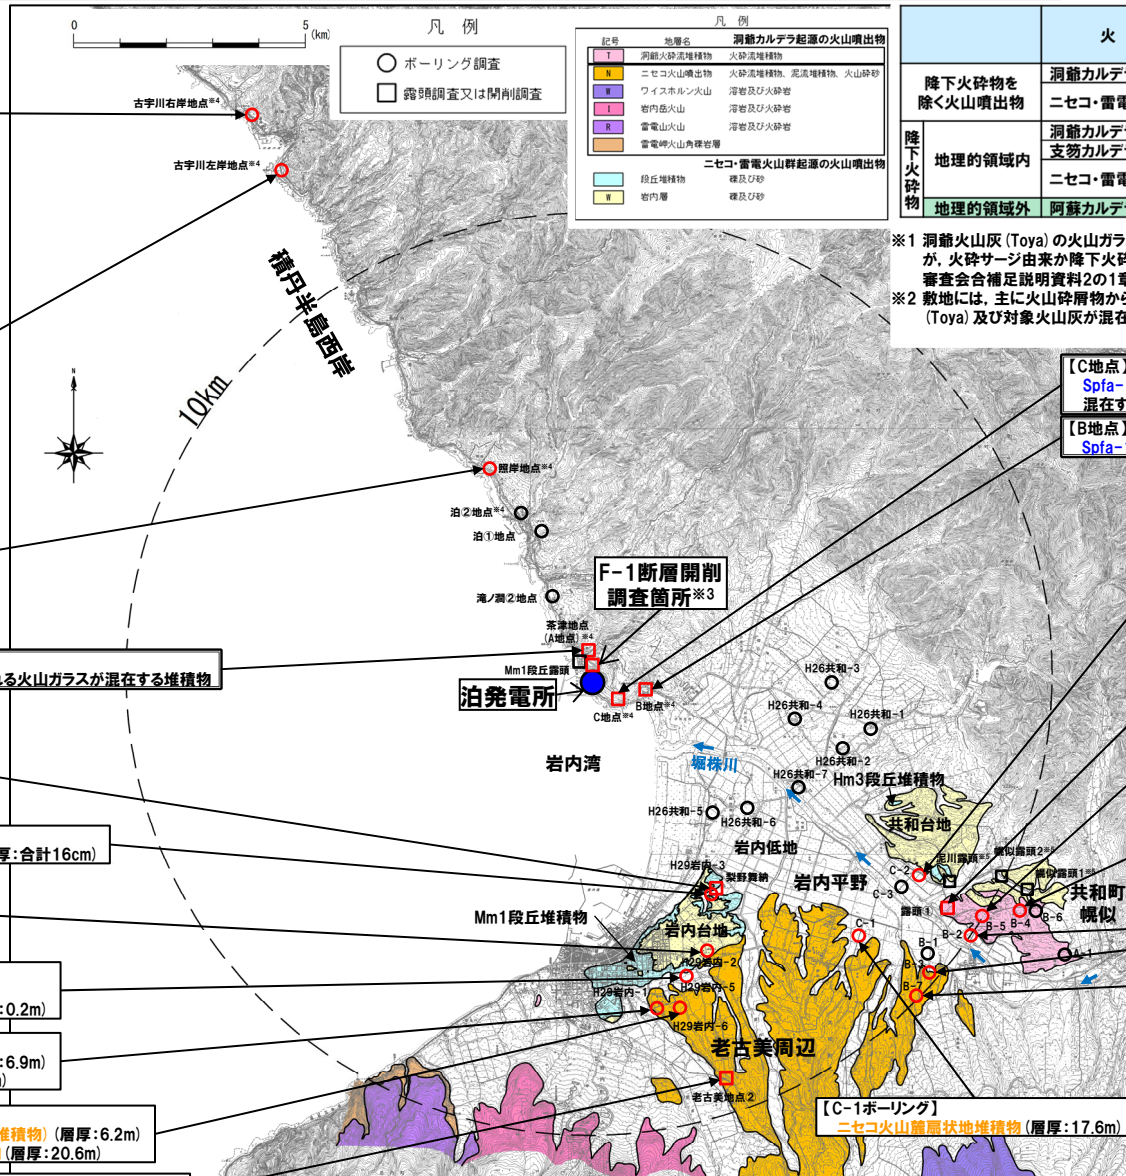 0 5 (km)
凡 例
ボーリング調査
露頭調査又は開削調査
凡 例
記号 地層名 洞爺カルデラ起源の火山噴出物
T 洞爺火砕流堆積物 火砕流堆積物
N ニセコ火山噴出物 火砕流堆積物、泥流堆積物、火山砕砂
W ワイスホルン火山 溶岩及び火砕岩
I 岩内岳火山 溶岩及び火砕岩
R 雷電山火山 溶岩及び火砕岩
雷電岬火山角礫岩層
ニセコ・雷電火山群起源の火山噴出物
段丘堆積物 礫及び砂
W 岩内層 礫及び砂
火
降下火砕物を
除く火山噴出物
洞爺カルデラ
ニセコ・雷電
降下火砕物
地理的領域内
洞爺カルデラ
支笏カルデラ
ニセコ・雷電
地理的領域外 阿蘇カルデラ
※1 洞爺火山灰(Toya)の火山ガラ
が，火砕サージ由来か降下火砕
審査会合補足説明資料2の1章
※2 敷地には，主に火山砕屑物から
(Toya)及び対象火山灰が混在
古宇川右岸地点※4
古宇川左岸地点※4
積丹半島西岸
10km
N
【C地点】
Spfa-
混在す
【B地点】
Spfa-1
照岸地点※4
泊②地点※4
泊①地点
滝ノ澗②地点
F-1断層開削
調査箇所※3
茶津地点
(A地点)※4
Mm1段丘露頭
れる火山ガラスが混在する堆積物
泊発電所
C地点※4
B地点※4
岩内湾
堀株川
H26共和-3
H26共和-4
H26共和-1
H26共和-2
H26共和-7
H26共和-5
H26共和-6
Hm3段丘堆積物
共和台地
岩内低地
岩内平野
厚:合計16cm)
H29岩内-3
梨野舞納
C-2
C-3
泥川露頭※5
幌似露頭2※5
幌似露頭1※5
共和町
幌似
露頭①
B-6
B-4
B-5
B-2
A-1
B-1
B-3
B-7
C-1
Mm1段丘堆積物
岩内台地
H29岩内-2
H29岩内-5
H29岩内-1
H29岩内-6
:0.2m)
:6.9m)
m)
老古美周辺
老古美地点2
堆積物) (層厚:6.2m)
(層厚:20.6m)
【C-1ボーリング】
ニセコ火山麓扇状地堆積物(層厚:17.6m)